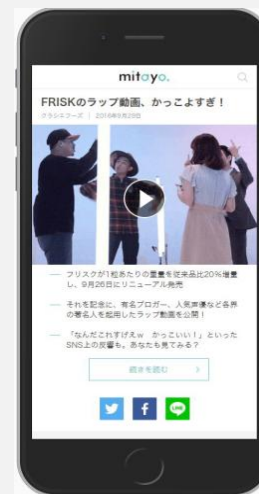 mitayo.
FRISKのラップ動画、かっこよすぎ！
クラシエフーズ | 2016年9月29日
フリスクが1粒あたりの重量を従来品比20%増量
し、9月26日にリニューアル発売
それを記念に、有名ブロガー、人気声優など各界
の著名人を起用したラップ動画を公開！
「なんだこれすげえw かっこいい！」といった
SNS上の反響も。あなたも見てみる？
続きを読む
f
LINE